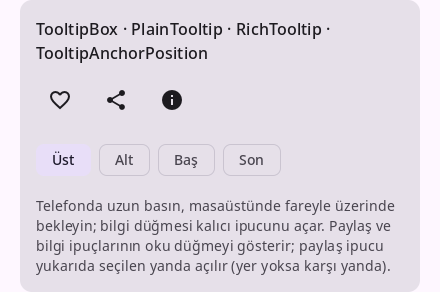 TooltipBox · PlainTooltip · RichTooltip ·
TooltipAnchorPosition
Üst Alt Baş Son
Telefonda uzun basın, masaüstünde fareyle üzerinde
bekleyin; bilgi düğmesi kalıcı ipucunu açar. Paylaş ve
bilgi ipuçlarının oku düğmeyi gösterir; paylaş ipucu
yukarıda seçilen yanda açılır (yer yoksa karşı yanda).